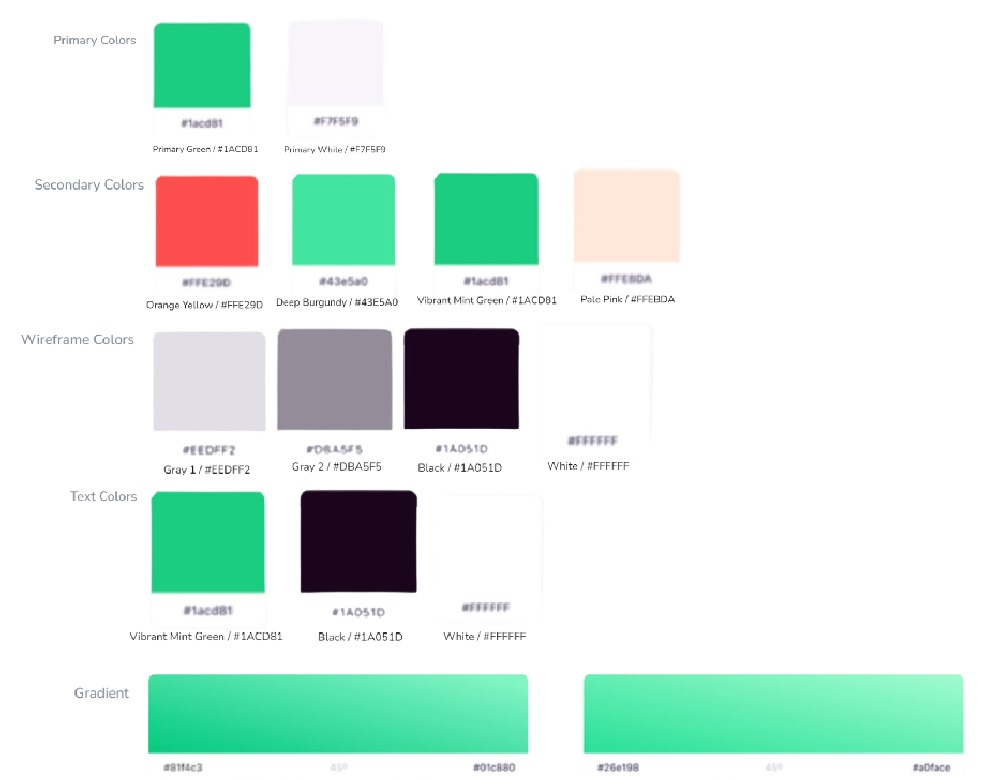 Primary Colors
#1acd81
#F7F5F9
Primary Green / #1ACD81
Primary White / #F7F5F9
Secondary Colors
#FFE29D
#43e5a0
#1acd81
#FFE8DA
Orange Yellow / #FFE29D
Deep Burgundy / #43E5A0
Vibrant Mint Green / #1ACD81
Pale Pink / #FFE8DA
Wireframe Colors
#EEDFF2
#DBA5F5
#1A051D
#FFFFFF
Gray 1 / #EEDFF2
Gray 2 / #DBA5F5
Black / #1A051D
White / #FFFFFF
Text Colors
#1acd81
#1A051D
#FFFFFF
Vibrant Mint Green / #1ACD81
Black / #1A051D
White / #FFFFFF
Gradient
#81f4c3
45º
#01c880
#26e198
45º
#a0face